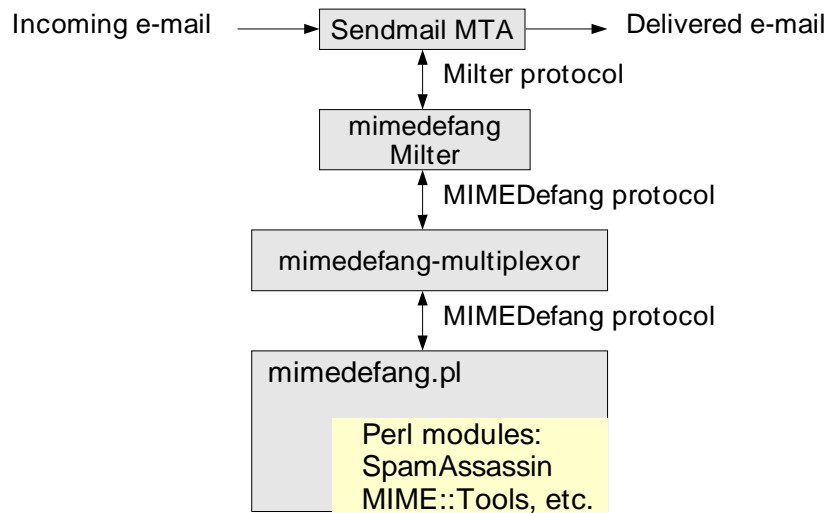 Incoming e-mail
Sendmail MTA
Delivered e-mail
Milter protocol
mimedefang
Milter
MIMEDefang protocol
mimedefang-multiplexor
MIMEDefang protocol
mimedefang.pl
Perl modules:
SpamAssassin
MIME::Tools, etc.